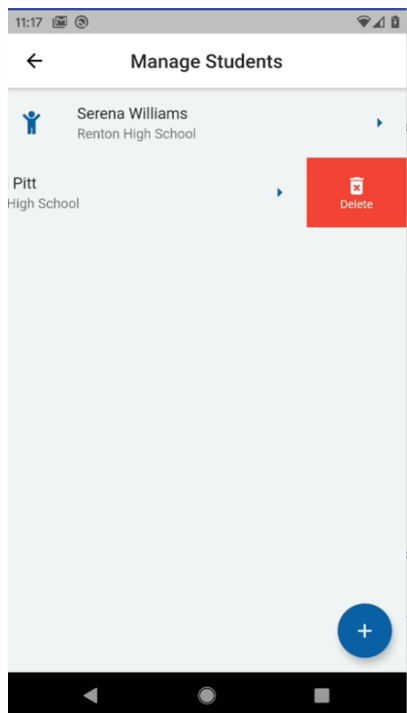 11:17
Manage Students
Serena Williams
Renton High School
Pitt
High School
Delete